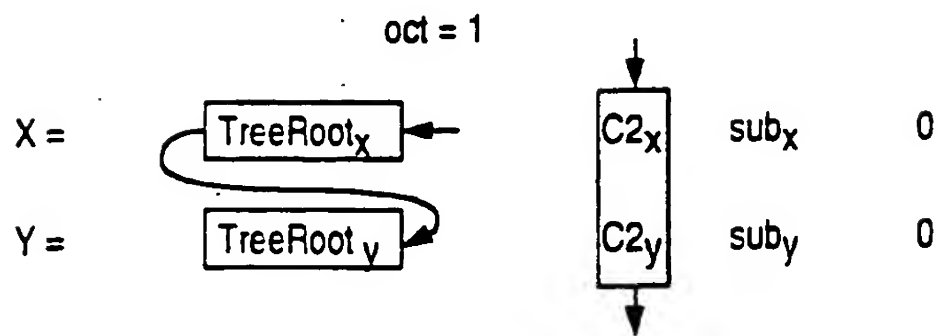 oct = 1
X = TreeRootx C2x subx 0
Y = TreeRooty C2y suby 0